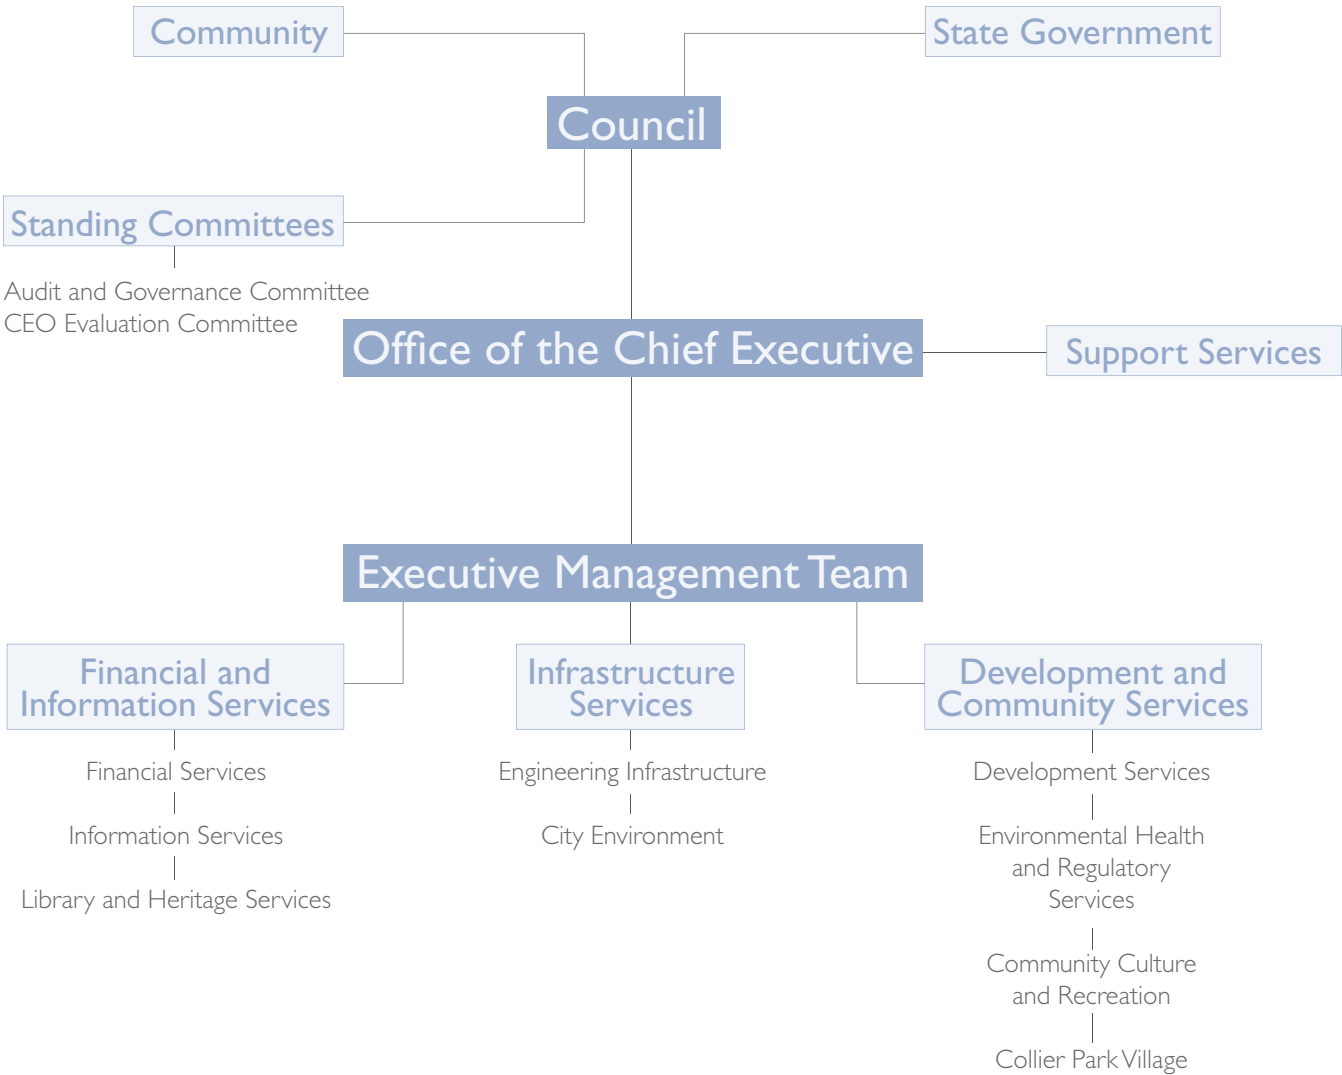 Community
State Government
Council
Standing Committees
Audit and Governance Committee
CEO Evaluation Committee
Office of the Chief Executive
Support Services
Executive Management Team
Financial and
Information Services
Financial Services
Information Services
Library and Heritage Services
Infrastructure
Services
Engineering Infrastructure
City Environment
Development and
Community Services
Development Services
Environmental Health
and Regulatory
Services
Community Culture
and Recreation
Collier Park Village